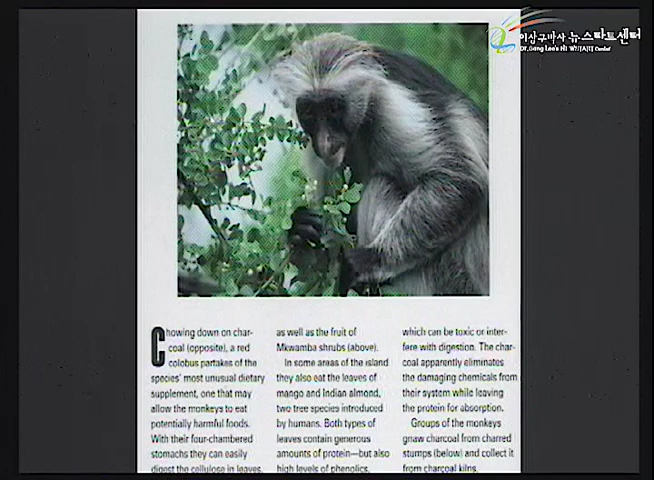 이상구박사 뉴스타트센터
Chowing down on char-
coal (opposite), a red
colobus partakes of the
species' most unusual dietary
supplement, one that may
allow the monkeys to eat
potentially harmful foods.
With their four-chambered
stomachs they can easily
digest the cellulose in leaves,
as well as the fruit of
Mkwamba shrubs (above).
In some areas of the island
they also eat the leaves of
mango and Indian almond,
two tree species introduced
by humans. Both types of
leaves contain generous
amounts of protein—but also
high levels of phenolics,
which can be toxic or inter-
fere with digestion. The char-
coal apparently eliminates
the damaging chemicals from
their system while leaving
the protein for absorption.
Groups of the monkeys
gnaw charcoal from charred
stumps (below) and collect it
from charcoal kilns.